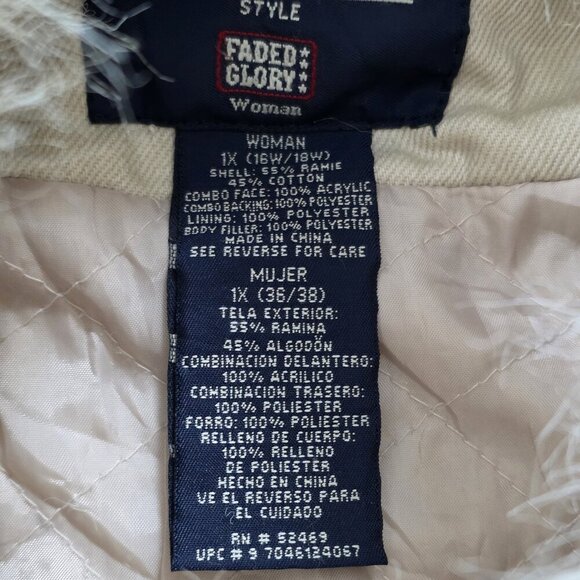 STYLE
FADED
GLORY
Woman
WOMAN
1X (16W/18W)
SHELL: 55% RAMIE
45% COTTON
COMBO FACE: 100% ACRYLIC
COMBO BACKING: 100% POLYESTER
LINING: 100% POLYESTER
BODY FILLER: 100% POLYESTER
MADE IN CHINA
SEE REVERSE FOR CARE
MUJER
1X (36/38)
TELA EXTERIOR:
55% RAMINA
45% ALGODÓN
COMBINACION DELANTERO:
100% ACRILICO
COMBINACION TRASERO:
100% POLIESTER
FORRO: 100% POLIESTER
RELLENO DE CUERPO:
100% RELLENO
DE POLIESTER
HECHO EN CHINA
VE EL REVERSO PARA
EL CUIDADO
RN # 52469
UPC # 9 7046124067